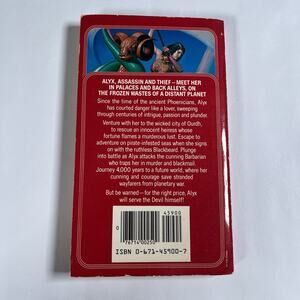 ALYX, ASSASSIN AND THIEF – MEET HER
IN PALACES AND BACK ALLEYS, ON
THE FROZEN WASTES OF A DISTANT PLANET
Since the time of the ancient Phoenicians, Alyx
has courted danger like a lover, sweeping
through centuries of intrigue, passion and plunder.
Venture with her to the wicked city of Ourdh,
to rescue an innocent heiress whose
fortune flames a murderous lust. Escape to
adventure on pirate-infested seas when she signs
on with the ruthless Blackbeard. Plunge
into battle as Alyx attacks the cunning Barbarian
who traps her in murder and blackmail.
Journey 4,000 years to a future world, where
her cunning and courage save stranded
wayfarers from planetary war.
But be warned—for the right price, Alyx
will serve the Devil himself!
45900
0
76714 00250
ISBN 0-671-45900-7